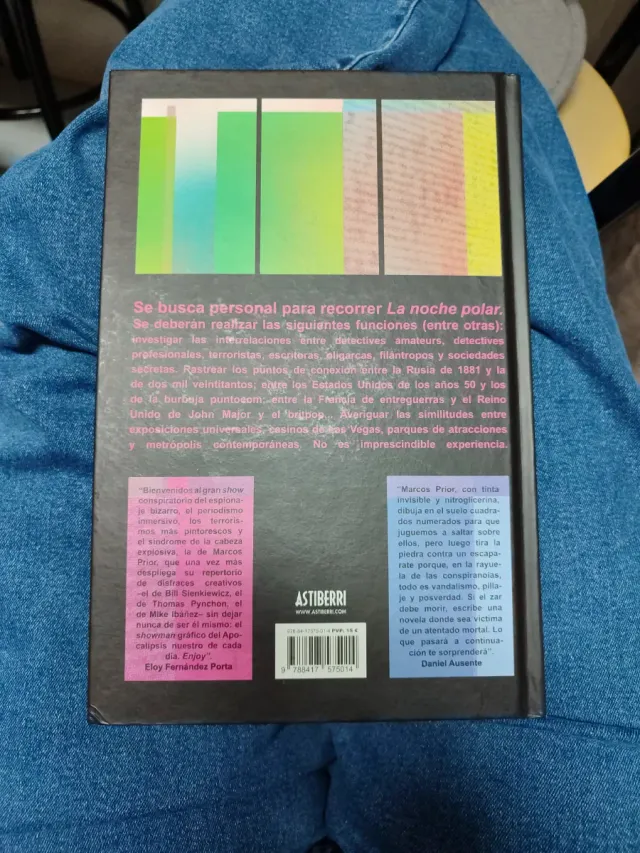 Se busca personal para recorrer La noche polar.
Se deberán realizar las siguiantes funciones (entre otras):
investigar las interrelaciones entre detectives amateurs, detectives
profesionales, terroristas, escritoras, oligarcas, filántropos y sociedades
secretas. Rastrear los puntos de conexión entre la Rusia de 1881 y la
de dos mil veintitantos; entre los Estados Unidos de los años 50 y los
de la burbuja puntocom; entre la Francia de entreguerras y el Reino
Unido de John Major y el britpop... Averiguar las similitudes entre
exposiciones universales, casinos de Las Vegas, parques de atracciones
y metrópolis contemporáneas. No es imprescindible experiencia.
"Bienvenidos al gran show
conspiratorio del espiona-
je bizarro, el periodismo
inmersivo, los terroris-
mos más pintorescos y
el síndrome de la cabeza
explosiva, la de Marcos
Prior, que una vez más
despliega su repertorio
de disfraces creativos
–el de Bill Sienkiewicz, el
de Thomas Pynchon, el
de Mike Ibáñez– sin dejar
nunca de ser él mismo: el
showman gráfico del Apo-
calipsis nuestro de cada
día. Enjoy".
Eloy Fernández Porta
"Marcos Prior, con tinta
invisible y nitroglicerina,
dibuja en el suelo cuadra-
dos numerados para que
juguemos a saltar sobre
ellos, pero luego tira la
piedra contra un escapa-
rate porque, en la rayue-
la de las conspiranoias,
todo es vandalismo, pilla-
je y posverdad. Si el zar
debe morir, escribe una
novela donde sea víctima
de un atentado mortal. Lo
que pasará a continua-
ción te sorprenderá".
Daniel Ausente
ASTIBERRI
WWW.ASTIBERRI.COM
PVP: 18 €
9 788417 575014